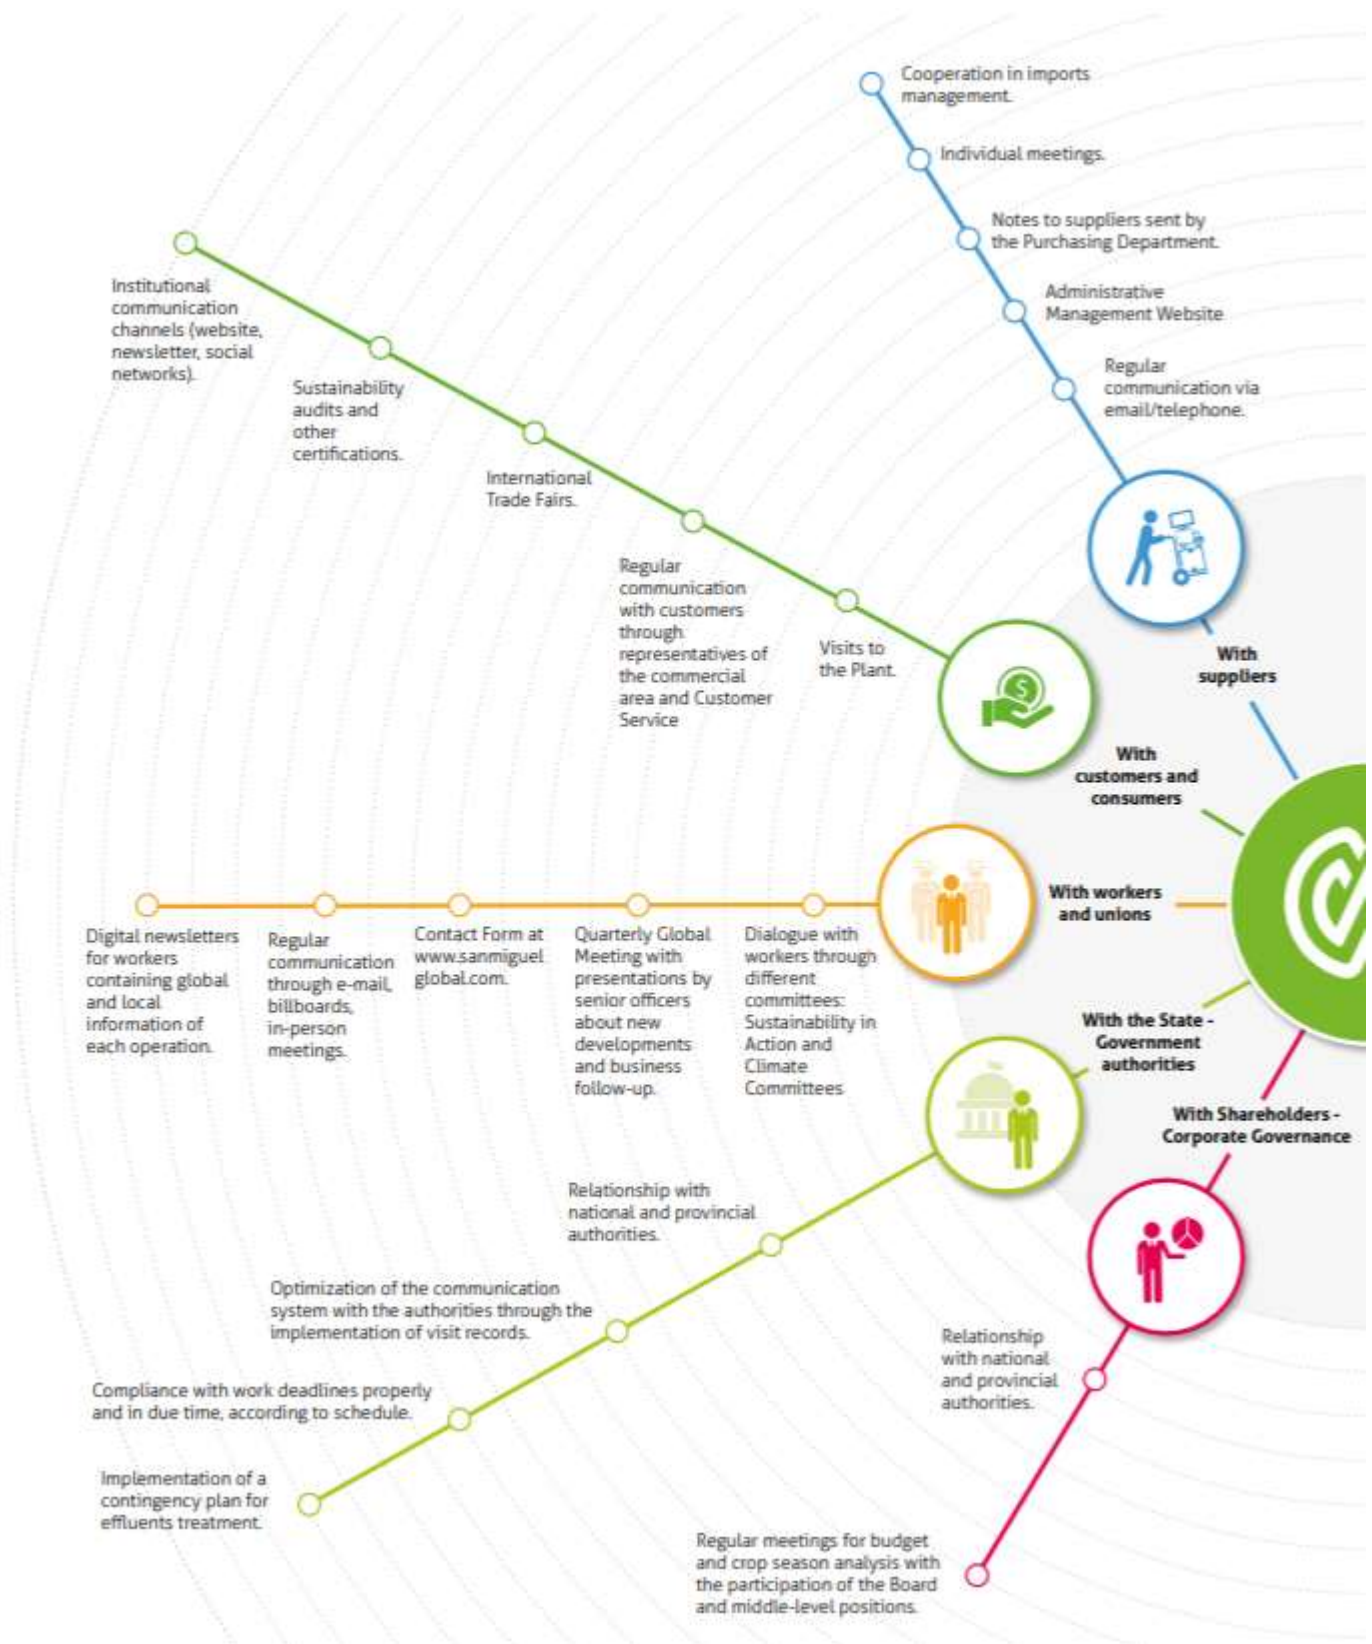 Cooperation in imports
management.
Individual meetings.
Notes to suppliers sent by
the Purchasing Department.
Administrative
Management Website
Regular
communication via
email/telephone.
With
suppliers
Institutional
communication
channels (website,
newsletter, social
networks).
Sustainability
audits and
other
certifications.
International
Trade Fairs.
Regular
communication
with customers
through
representatives of
the commercial
area and Customer
Service
Visits to
the Plant.
With
customers and
consumers
Digital newsletters
for workers
containing global
and local
information of
each operation.
Regular
communication
through e-mail,
billboards,
in-person
meetings.
Contact Form at
www.sanmiguel
global.com.
Quarterly Global
Meeting with
presentations by
senior officers
about new
developments
and business
follow-up.
Dialogue with
workers through
different
committees:
Sustainability in
Action and
Climate
Committees
With workers
and unions
With the State -
Government
authorities
Relationship with
national and provincial
authorities.
Optimization of the communication
system with the authorities through the
implementation of visit records.
Compliance with work deadlines properly
and in due time, according to schedule.
Implementation of a
contingency plan for
effluents treatment.
With Shareholders -
Corporate Governance
Relationship
with national
and provincial
authorities.
Regular meetings for budget
and crop season analysis with
the participation of the Board
and middle-level positions.